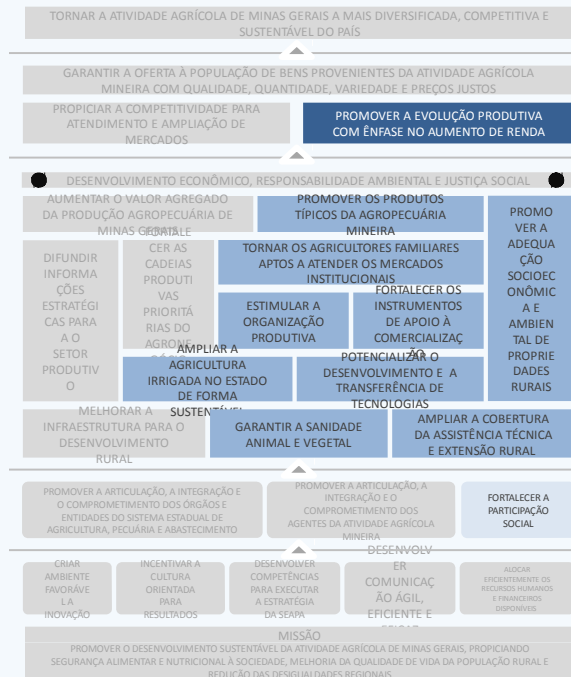 TORNAR A ATIVIDADE AGRÍCOLA DE MINAS GERAIS A MAIS DIVERSIFICADA, COMPETITIVA E
SUSTENTÁVEL DO PAÍS
GARANTIR A OFERTA À POPULAÇÃO DE BENS PROVENIENTES DA ATIVIDADE AGRÍCOLA
MINEIRA COM QUALIDADE, QUANTIDADE, VARIEDADE E PREÇOS JUSTOS
PROPICIAR A COMPETITIVIDADE PARA
ATENDIMENTO E AMPLIAÇÃO DE
MERCADOS
PROMOVER A EVOLUÇÃO PRODUTIVA
COM ÊNFASE NO AUMENTO DE RENDA
DESENVOLVIMENTO ECONÔMICO, RESPONSABILIDADE AMBIENTAL E JUSTIÇA SOCIAL
AUMENTAR O VALOR AGREGADO
DA PRODUÇÃO AGROPECUÁRIA DE
MINAS GERAIS
PROMOVER OS PRODUTOS
TÍPICOS DA AGROPECUÁRIA
MINEIRA
PROMO
VER A
ADEQUA
ÇÃO
SOCIOEC
ONÔMIC
A E
AMBIEN
TAL DE
PROPRIE
DADES
RURAIS
DIFUNDIR
INFORMA
ÇÕES
ESTRATÉGI
CAS PARA
A O
SETOR
PRODUTIV
O
FORTALE
CER AS
CADEIAS
PRODUTI
VAS
PRIORITÁ
RIAS DO
AGRONE
TORNAR OS AGRICULTORES FAMILIARES
APTOS A ATENDER OS MERCADOS
INSTITUCIONAIS
ESTIMULAR A
ORGANIZAÇÃO
PRODUTIVA
FORTALECER OS
INSTRUMENTOS
DE APOIO À
COMERCIALIZAÇ
ÃO
AMPLIAR A
AGRICULTURA
IRRIGADA NO ESTADO
DE FORMA
SUSTENTÁVEL
POTENCIALIZAR O
DESENVOLVIMENTO E A
TRANSFERÊNCIA DE
TECNOLOGIAS
MELHORAR A
INFRAESTRUTURA PARA O
DESENVOLVIMENTO
RURAL
GARANTIR A SANIDADE
ANIMAL E VEGETAL
AMPLIAR A COBERTURA
DA ASSISTÊNCIA TÉCNICA
E EXTENSÃO RURAL
PROMOVER A ARTICULAÇÃO, A INTEGRAÇÃO E
O COMPROMETIMENTO DOS ÓRGÃOS E
ENTIDADES DO SISTEMA ESTADUAL DE
AGRICULTURA, PECUÁRIA E ABASTECIMENTO
PROMOVER A ARTICULAÇÃO, A
INTEGRAÇÃO E O
COMPROMETIMENTO DOS
AGENTES DA ATIVIDADE AGRÍCOLA
MINEIRA
FORTALECER A
PARTICIPAÇÃO
SOCIAL
CRIAR
AMBIENTE
FAVORÁVE
L A
INOVAÇÃO
INCENTIVAR A
CULTURA
ORIENTADA
PARA
RESULTADOS
DESENVOLVER
COMPETÊNCIAS
PARA EXECUTAR
A ESTRATÉGIA
DA SEAPA
DESENVOLV
ER
COMUNICAÇ
ÃO ÁGIL,
EFICIENTE E
ALOCAR
EFICIENTEMENTE OS
RECURSOS HUMANOS
E FINANCEIROS
DISPONÍVEIS
MISSÃO
PROMOVER O DESENVOLVIMENTO SUSTENTÁVEL DA ATIVIDADE AGRÍCOLA DE MINAS GERAIS, PROPICIANDO
SEGURANÇA ALIMENTAR E NUTRICIONAL À SOCIEDADE, MELHORIA DA QUALIDADE DE VIDA DA POPULAÇÃO RURAL E
REDUÇÃO DAS DESIGUALDADES REGIONAIS